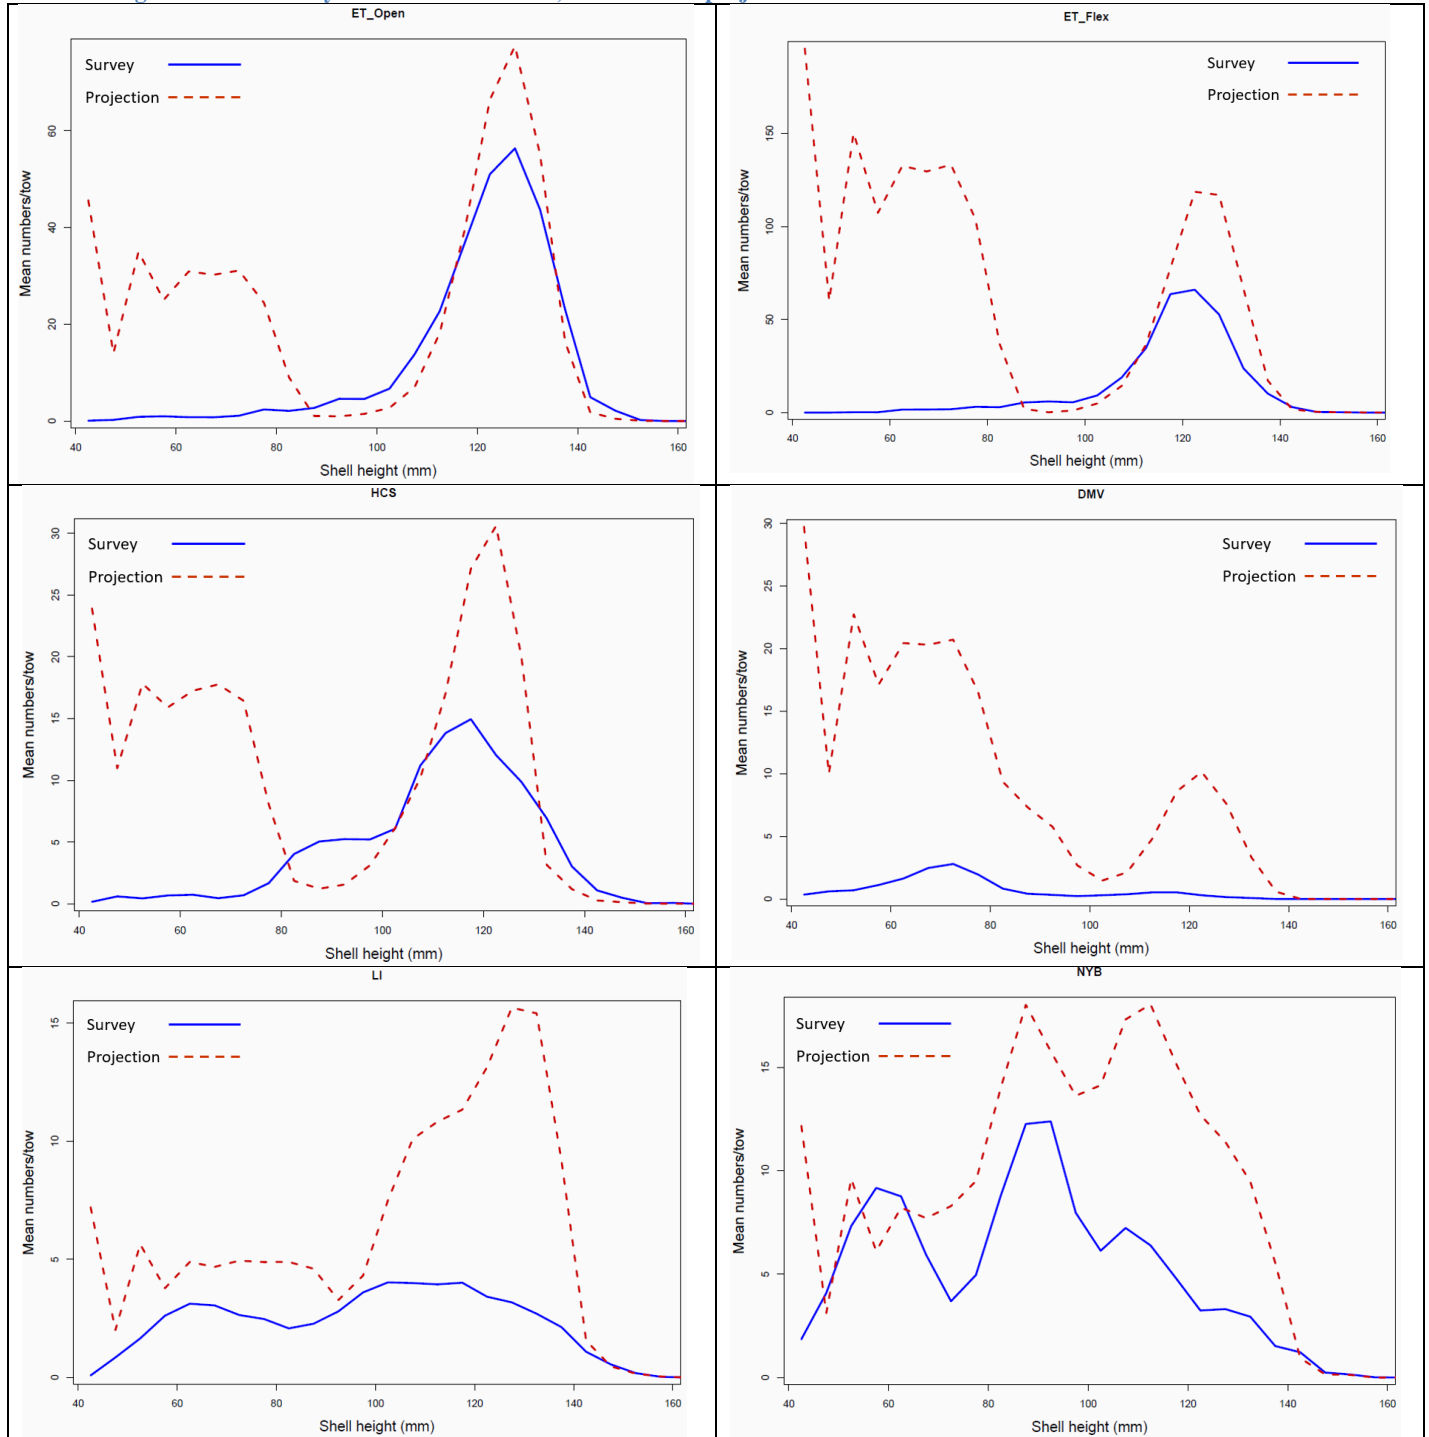 ET_Open
Survey
Projection
Mean numbers/tow
0 20 40 60
40 60 80 100 120 140 160
Shell height (mm)
ET_Flex
Survey
Projection
Mean numbers/tow
0 50 100 150
40 60 80 100 120 140 160
Shell height (mm)
HCS
Survey
Projection
Mean numbers/tow
0 5 10 15 20 25 30
40 60 80 100 120 140 160
Shell height (mm)
DMV
Survey
Projection
Mean numbers/tow
0 5 10 15 20 25 30
40 60 80 100 120 140 160
Shell height (mm)
LI
Survey
Projection
Mean numbers/tow
0 5 10 15
40 60 80 100 120 140 160
Shell height (mm)
NYB
Survey
Projection
Mean numbers/tow
0 5 10 15
40 60 80 100 120 140 160
Shell height (mm)